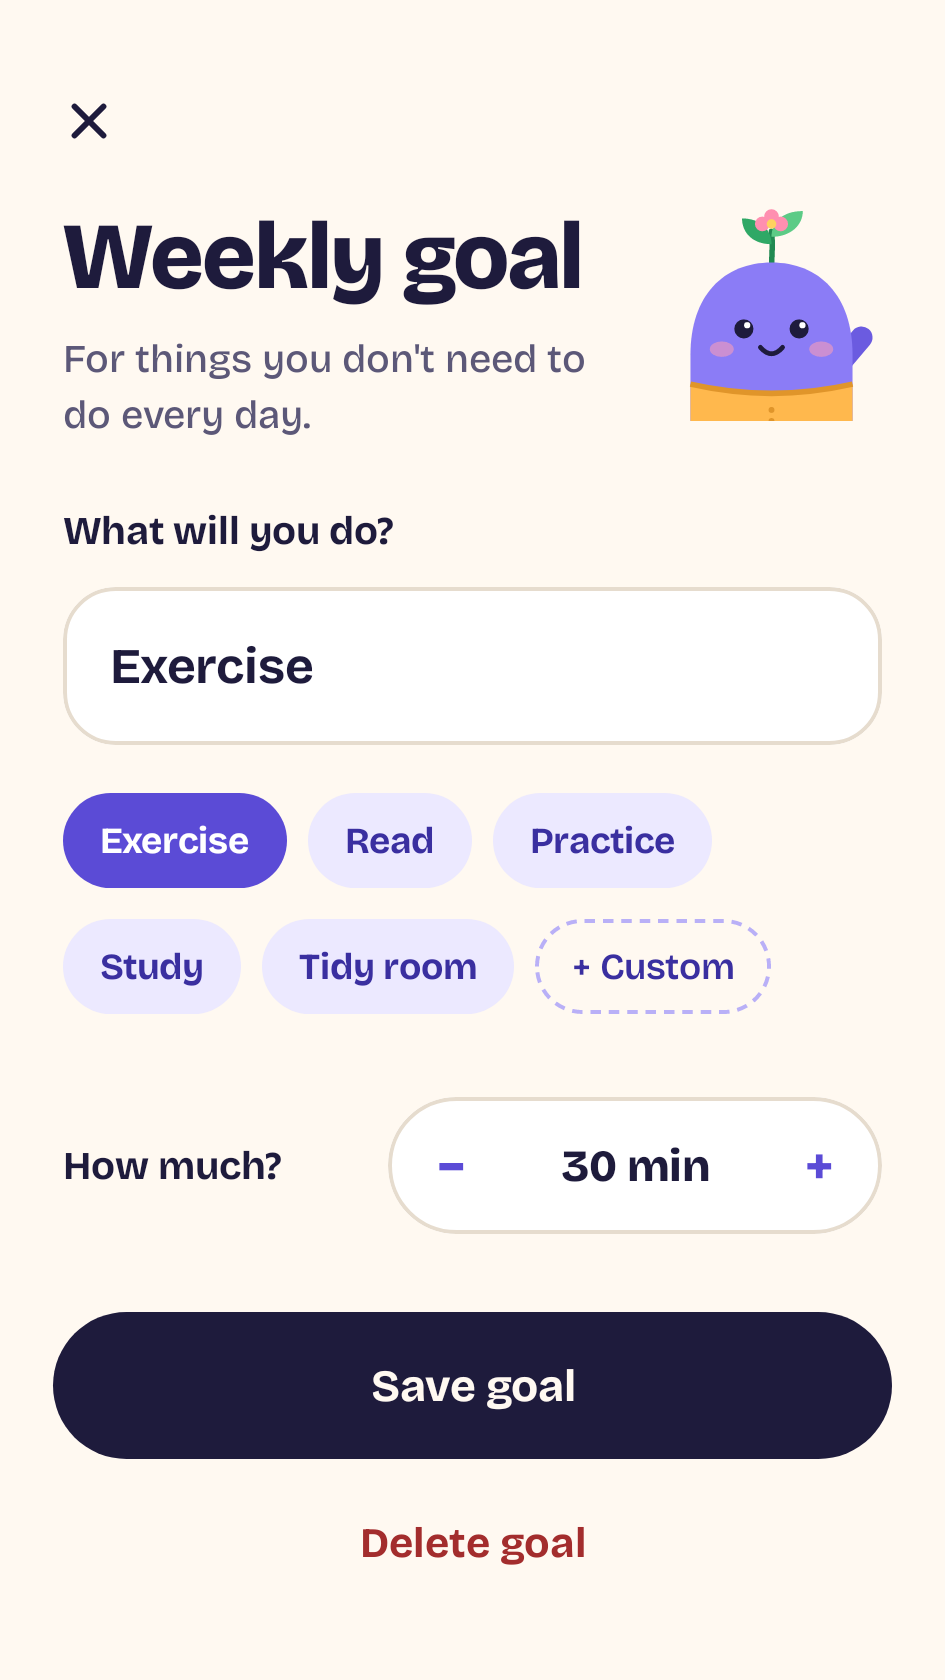 Weekly goal
For things you don't need to
do every day.
What will you do?
Exercise
Exercise Read Practice
Study Tidy room + Custom
How much? − 30 min +
Save goal
Delete goal